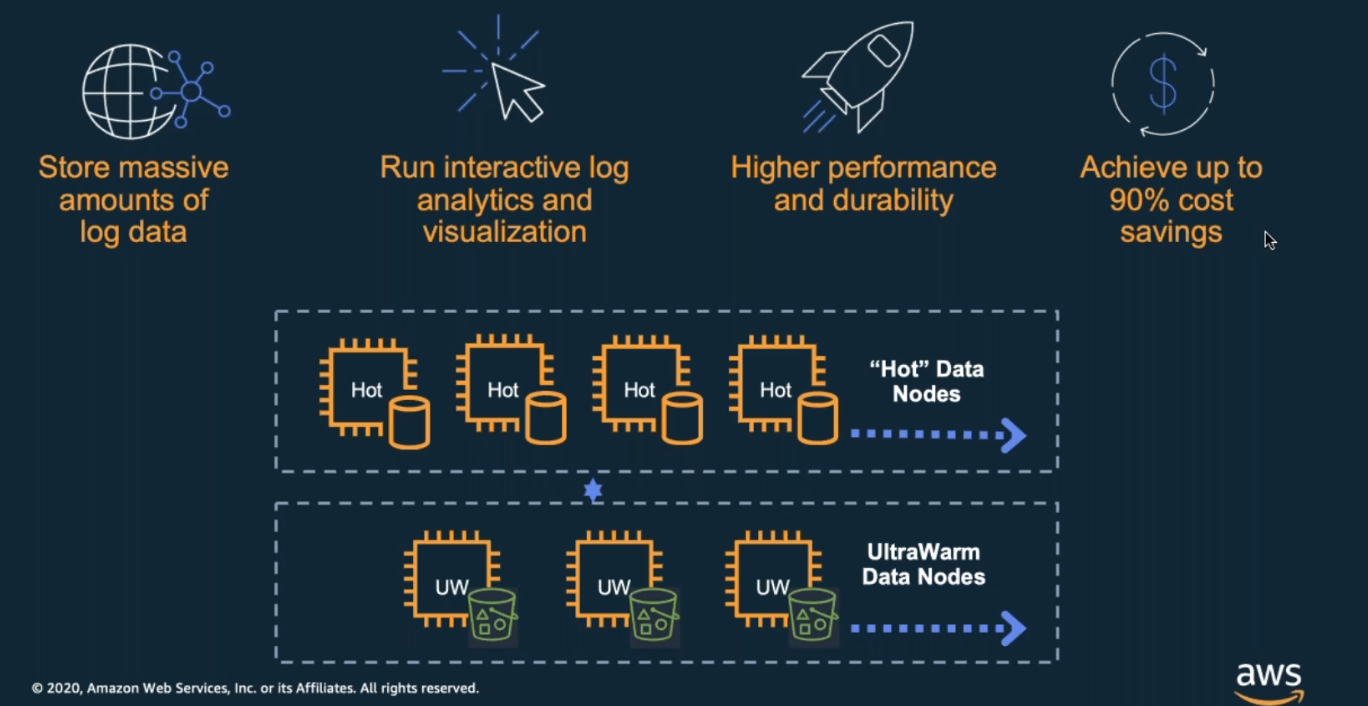 Store massive
amounts of
log data
Run interactive log
analytics and
visualization
Higher performance
and durability
Achieve up to
90% cost
savings
Hot
Hot
Hot
Hot
“Hot” Data
Nodes
UW
UW
UW
UltraWarm
Data Nodes
© 2020, Amazon Web Services, Inc. or its Affiliates. All rights reserved.
aws